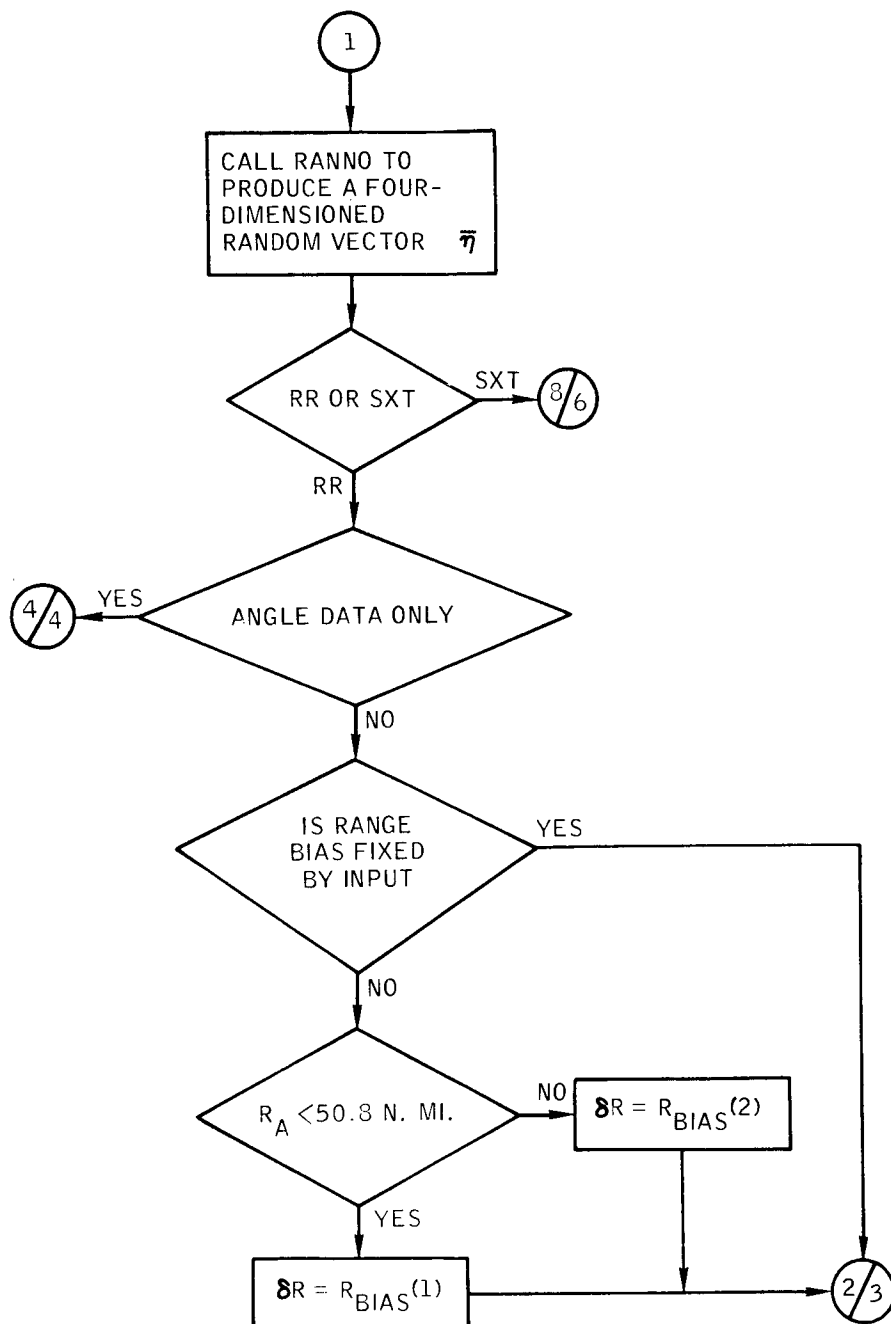 1
CALL RANNO TO
PRODUCE A FOUR-
DIMENSIONED
RANDOM VECTOR η̅
RR OR SXT
SXT
8/6
RR
ANGLE DATA ONLY
YES
4/4
NO
IS RANGE
BIAS FIXED
BY INPUT
YES
NO
R_A <50.8 N. MI.
NO
δR = R_BIAS(2)
YES
δR = R_BIAS(1)
2/3